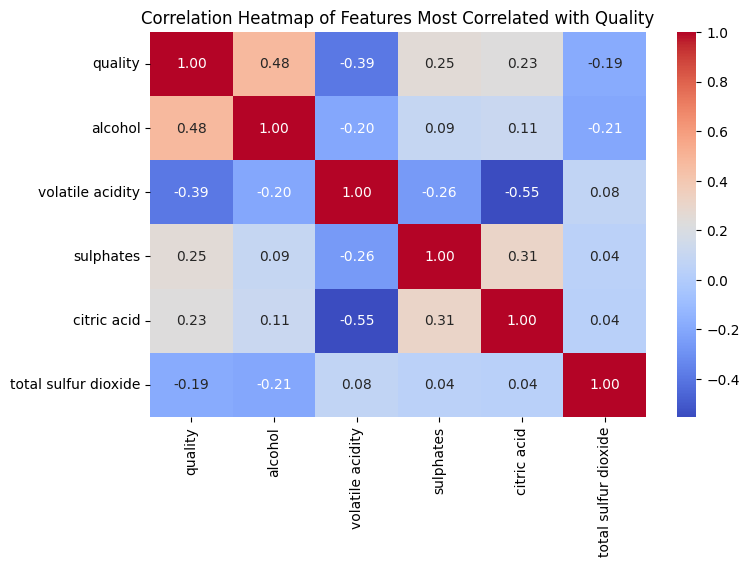 Correlation Heatmap of Features Most Correlated with Quality
quality 1.00 0.48 -0.39 0.25 0.23 -0.19
alcohol 0.48 1.00 -0.20 0.09 0.11 -0.21
volatile acidity -0.39 -0.20 1.00 -0.26 -0.55 0.08
sulphates 0.25 0.09 -0.26 1.00 0.31 0.04
citric acid 0.23 0.11 -0.55 0.31 1.00 0.04
total sulfur dioxide -0.19 -0.21 0.08 0.04 0.04 1.00
quality
alcohol
volatile acidity
sulphates
citric acid
total sulfur dioxide
1.0
0.8
0.6
0.4
0.2
0.0
−0.2
−0.4